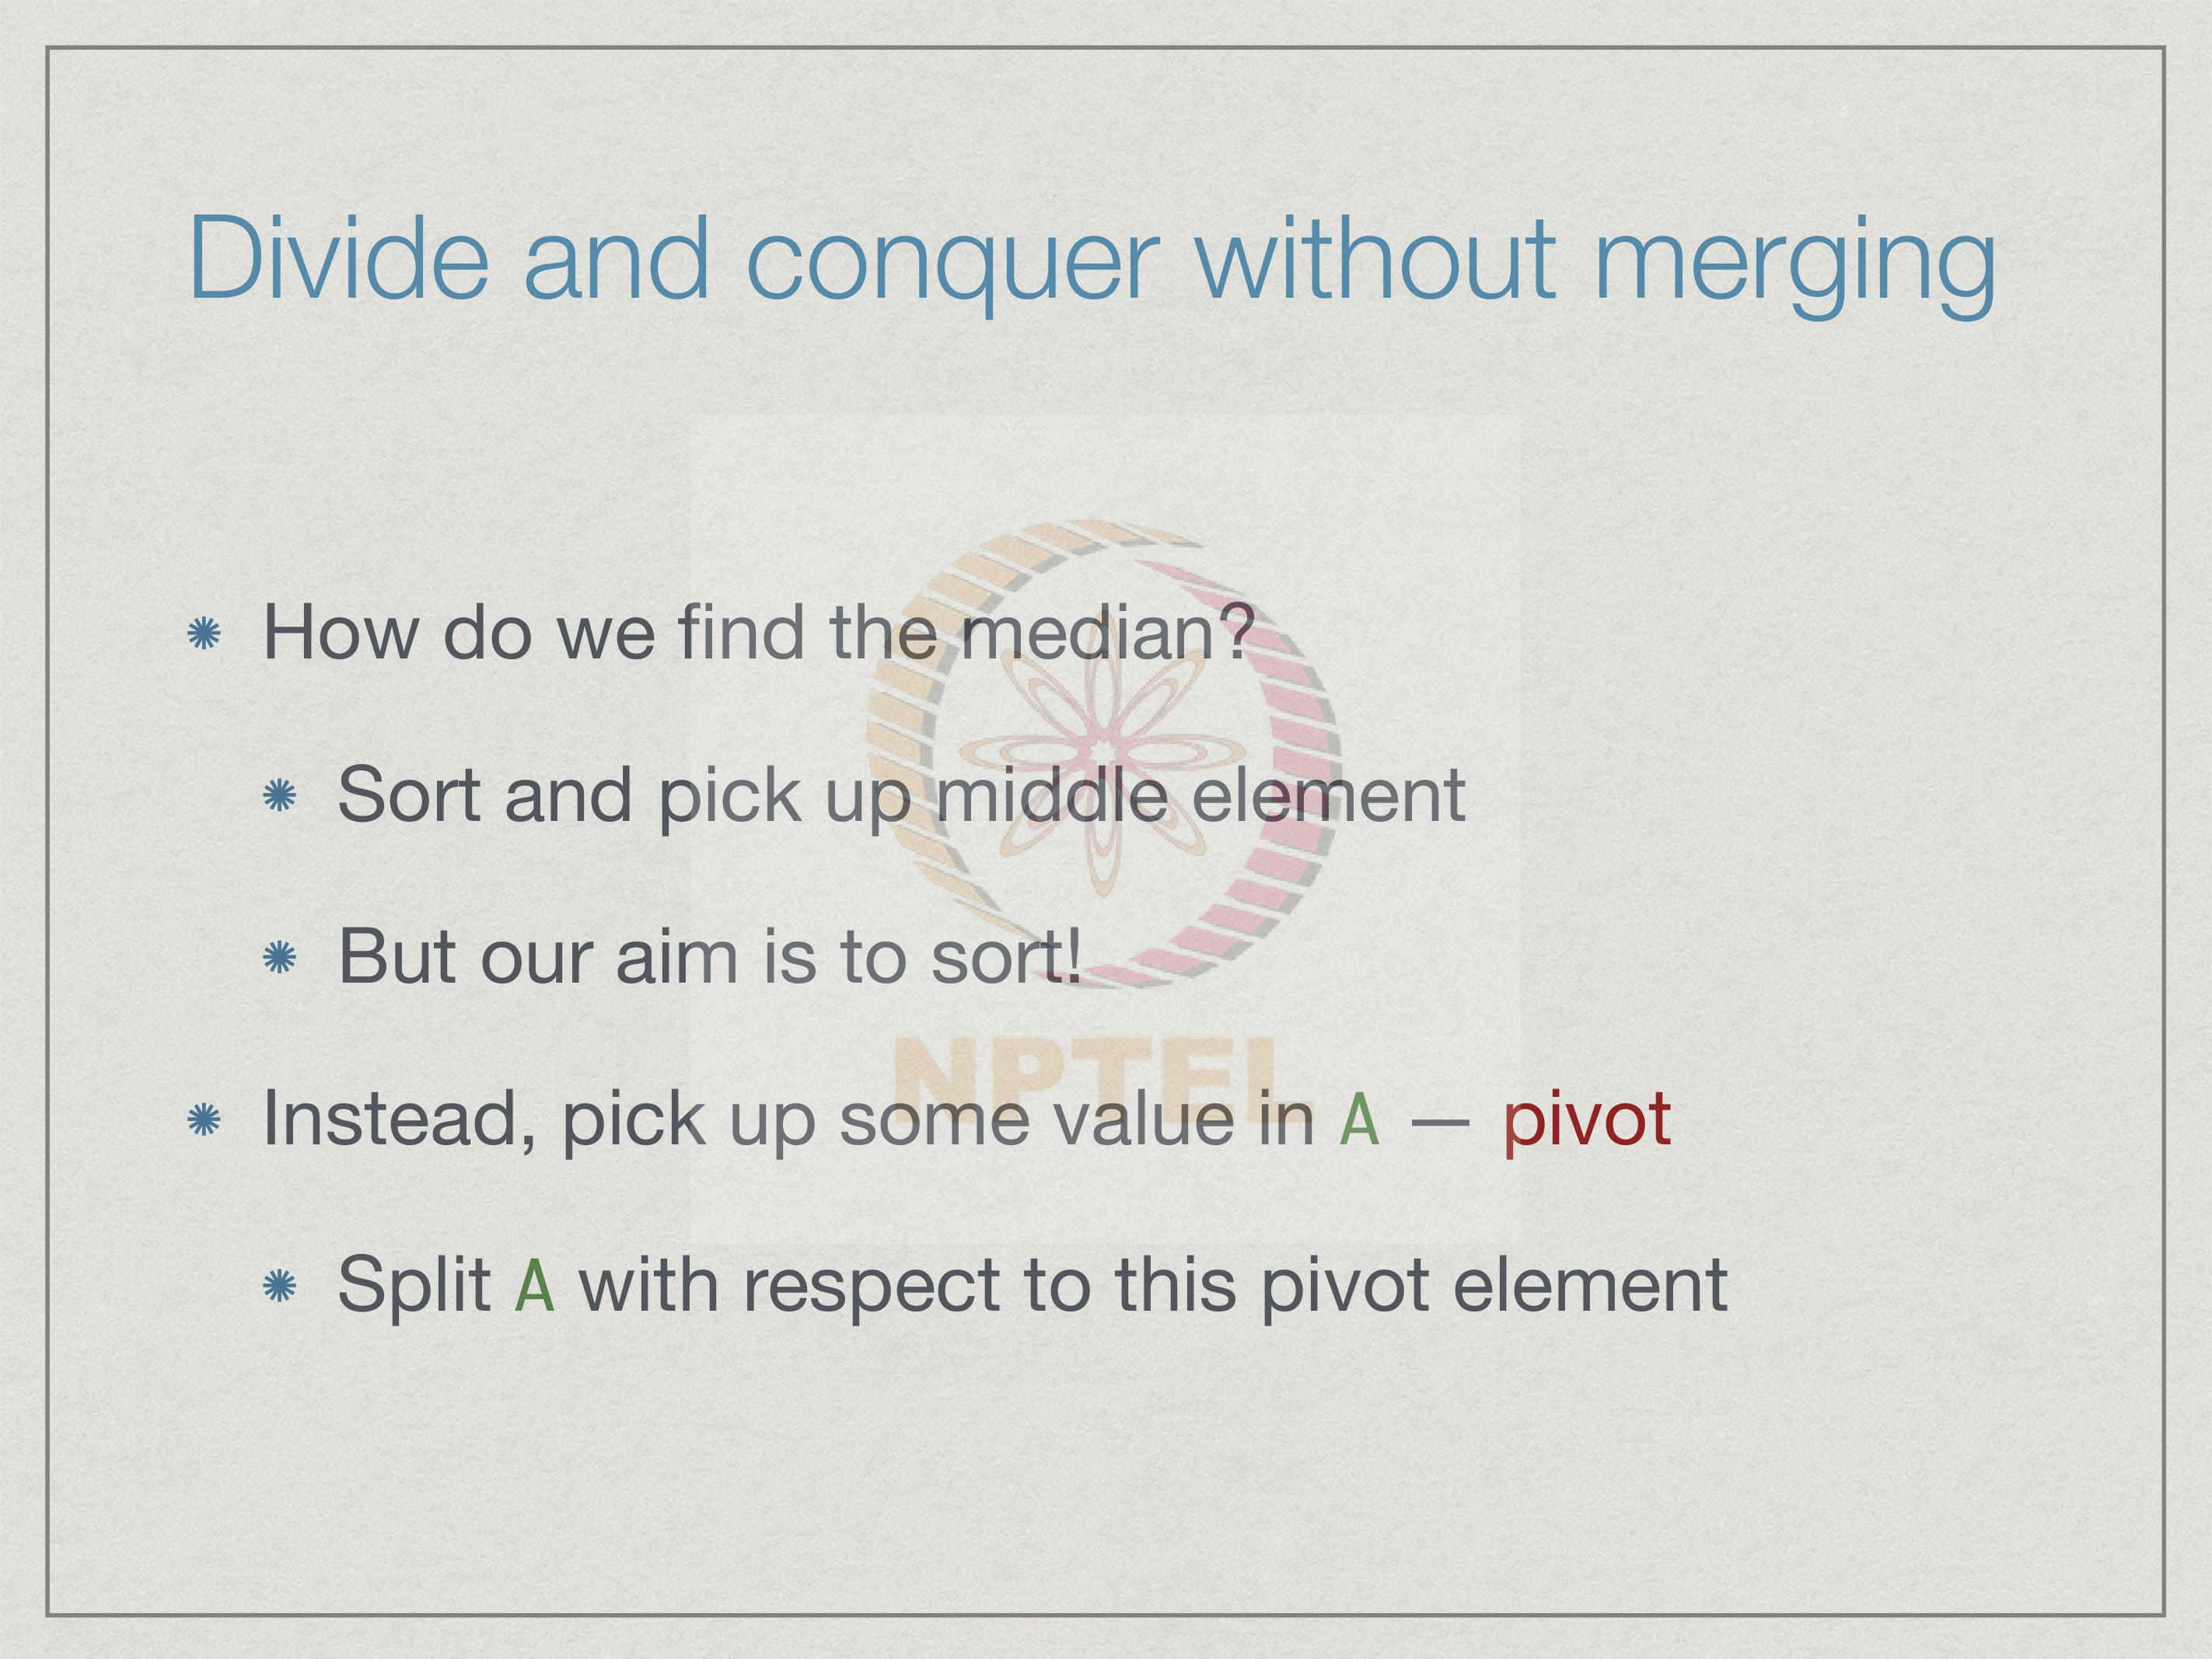 Divide and conquer without merging
How do we find the median?
Sort and pick up middle element
But our aim is to sort!
NPTEL
Instead, pick up some value in A — pivot
Split A with respect to this pivot element